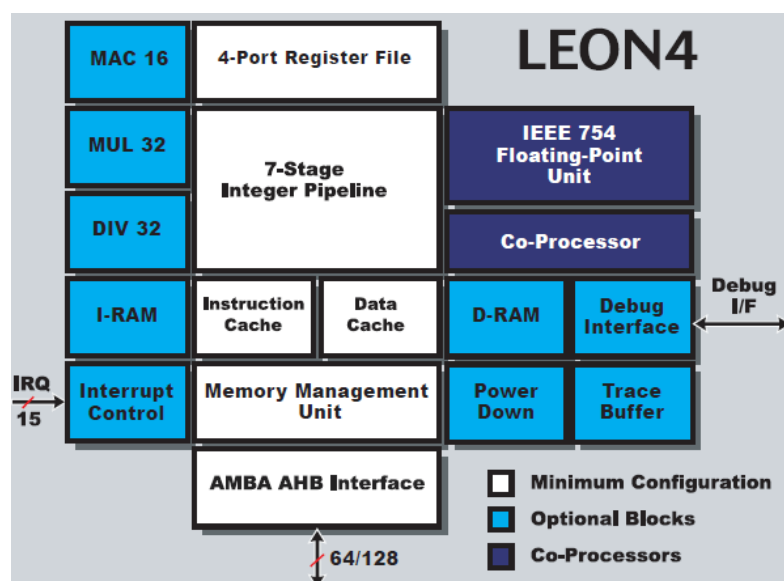 LEON4
MAC 16
4-Port Register File
MUL 32
7-Stage
Integer Pipeline
IEEE 754
Floating-Point
Unit
DIV 32
Co-Processor
I-RAM
Instruction
Cache
Data
Cache
D-RAM
Debug
Interface
Debug
I/F
IRQ
15
Interrupt
Control
Memory Management
Unit
Power
Down
Trace
Buffer
AMBA AHB Interface
64/128
Minimum Configuration
Optional Blocks
Co-Processors